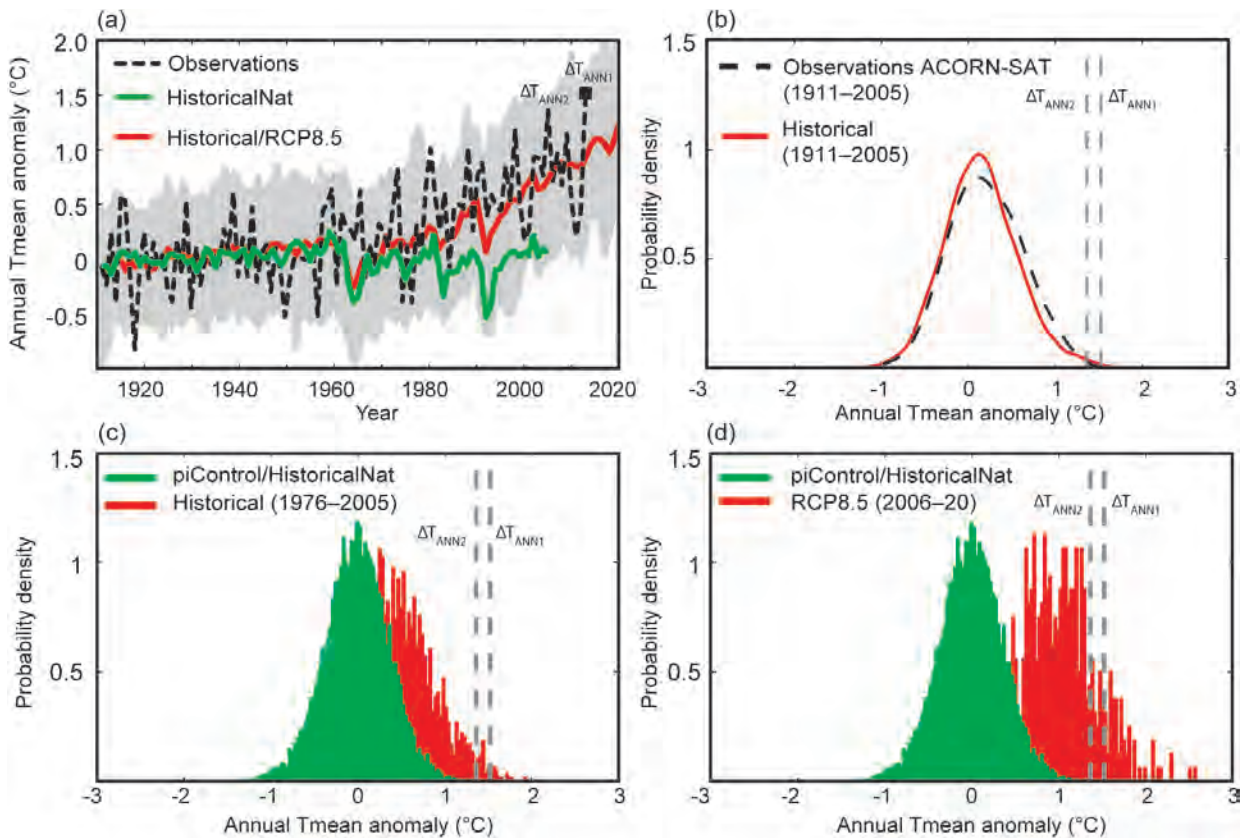 (a)
2.0
1.5
1.0
0.5
0
-0.5
Annual Tmean anomaly (°C)
Observations
HistoricalNat
Historical/RCP8.5
ΔT_ANN1
ΔT_ANN2
1920 1940 1960 1980 2000 2020
Year
(b)
1.5
1
0.5
Probability density
Observations ACORN-SAT
(1911–2005)
Historical
(1911–2005)
ΔT_ANN2 ΔT_ANN1
-3 -2 -1 0 1 2 3
Annual Tmean anomaly (°C)
(c)
1.5
1
0.5
Probability density
piControl/HistoricalNat
Historical (1976–2005)
ΔT_ANN2 ΔT_ANN1
-3 -2 -1 0 1 2 3
Annual Tmean anomaly (°C)
(d)
1.5
1
0.5
Probability density
piControl/HistoricalNat
RCP8.5 (2006–20)
ΔT_ANN2 ΔT_ANN1
-3 -2 -1 0 1 2 3
Annual Tmean anomaly (°C)